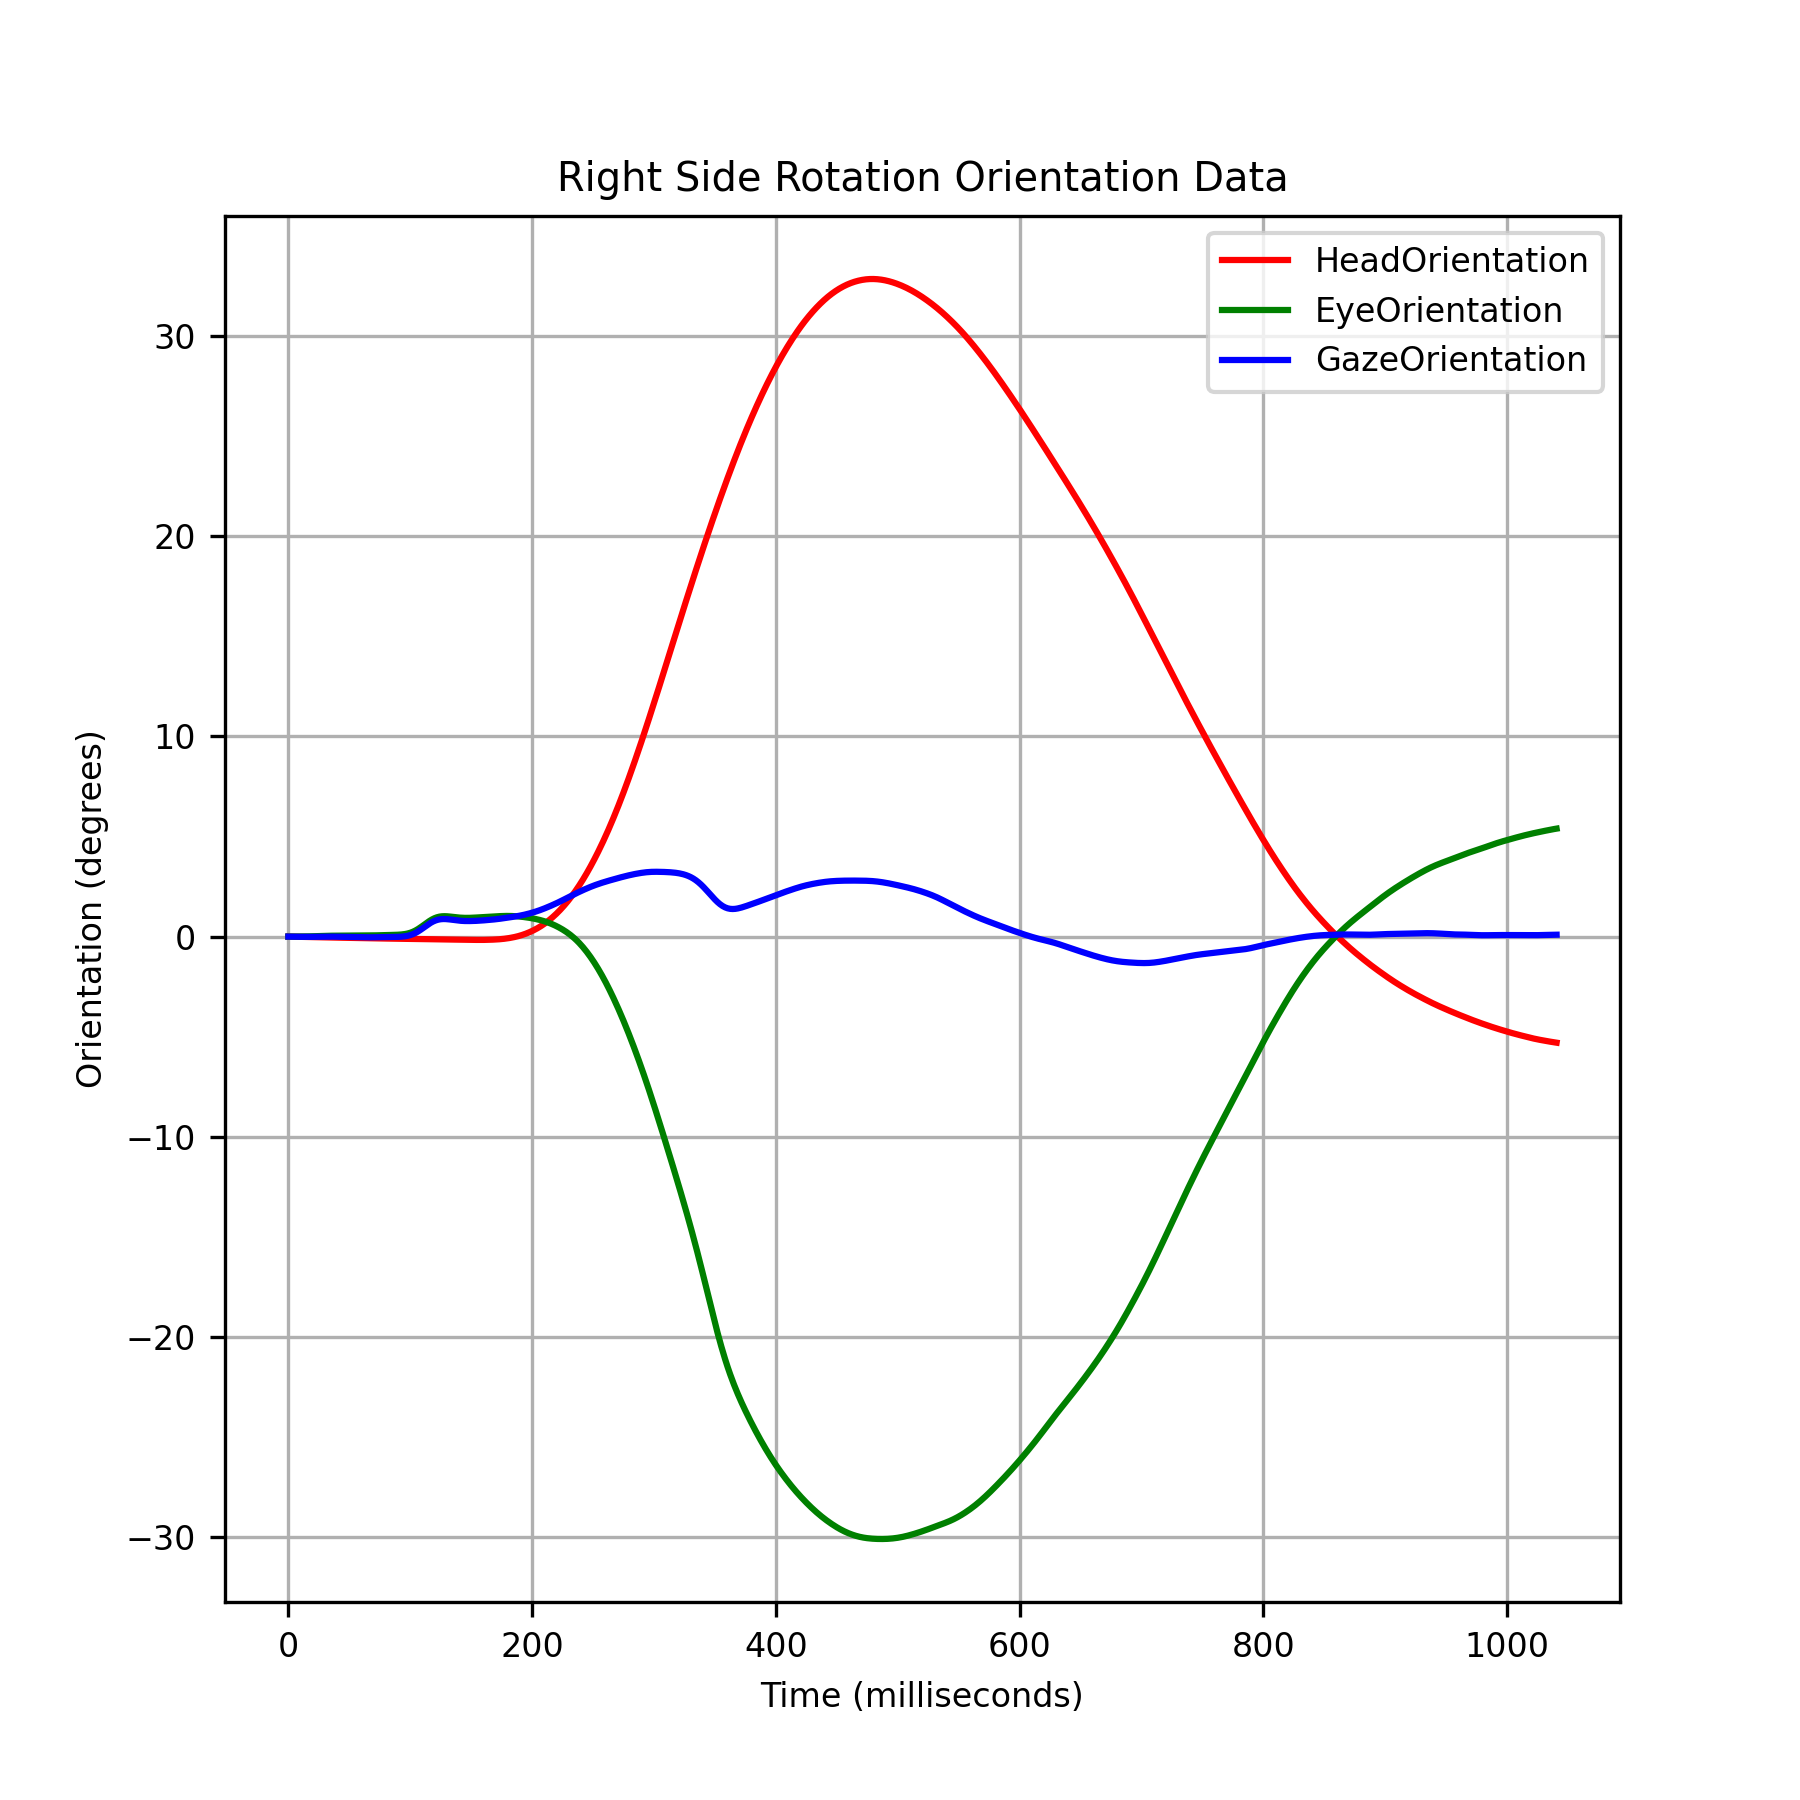 Right Side Rotation Orientation Data
HeadOrientation
EyeOrientation
GazeOrientation
Orientation (degrees)
30
20
10
0
−10
−20
−30
0 200 400 600 800 1000
Time (milliseconds)